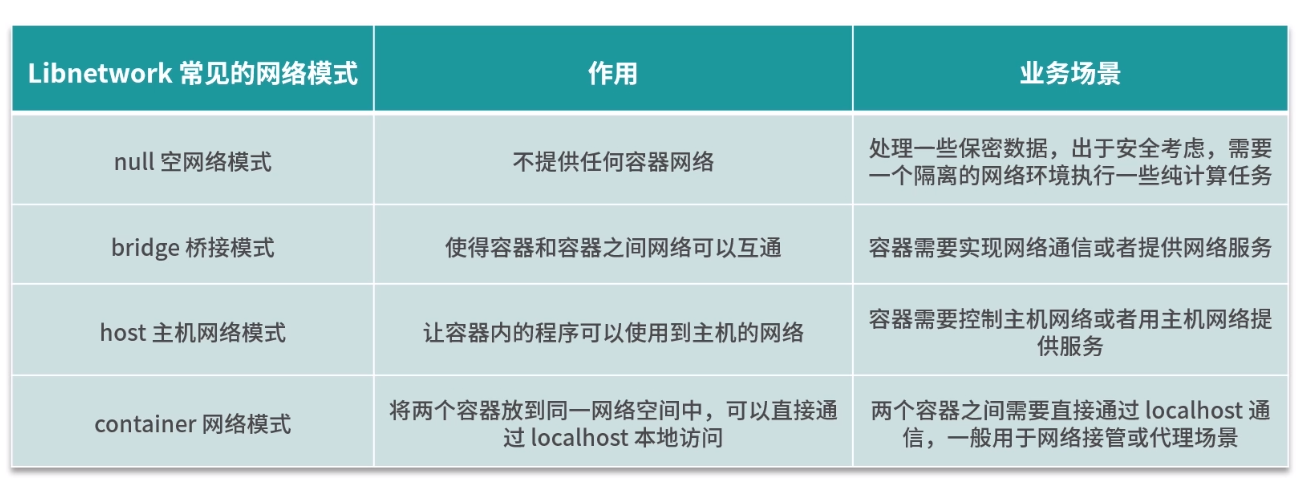 Libnetwork 常见的网络模式
作用
业务场景
null 空网络模式
不提供任何容器网络
处理一些保密数据，出于安全考虑，需要
一个隔离的网络环境执行一些纯计算任务
bridge 桥接模式
使得容器和容器之间网络可以互通
容器需要实现网络通信或者提供网络服务
host 主机网络模式
让容器内的程序可以使用到主机的网络
容器需要控制主机网络或者用主机网络提
供服务
container 网络模式
将两个容器放到同一网络空间中，可以直接通
过 localhost 本地访问
两个容器之间需要直接通过 localhost 通
信，一般用于网络接管或代理场景